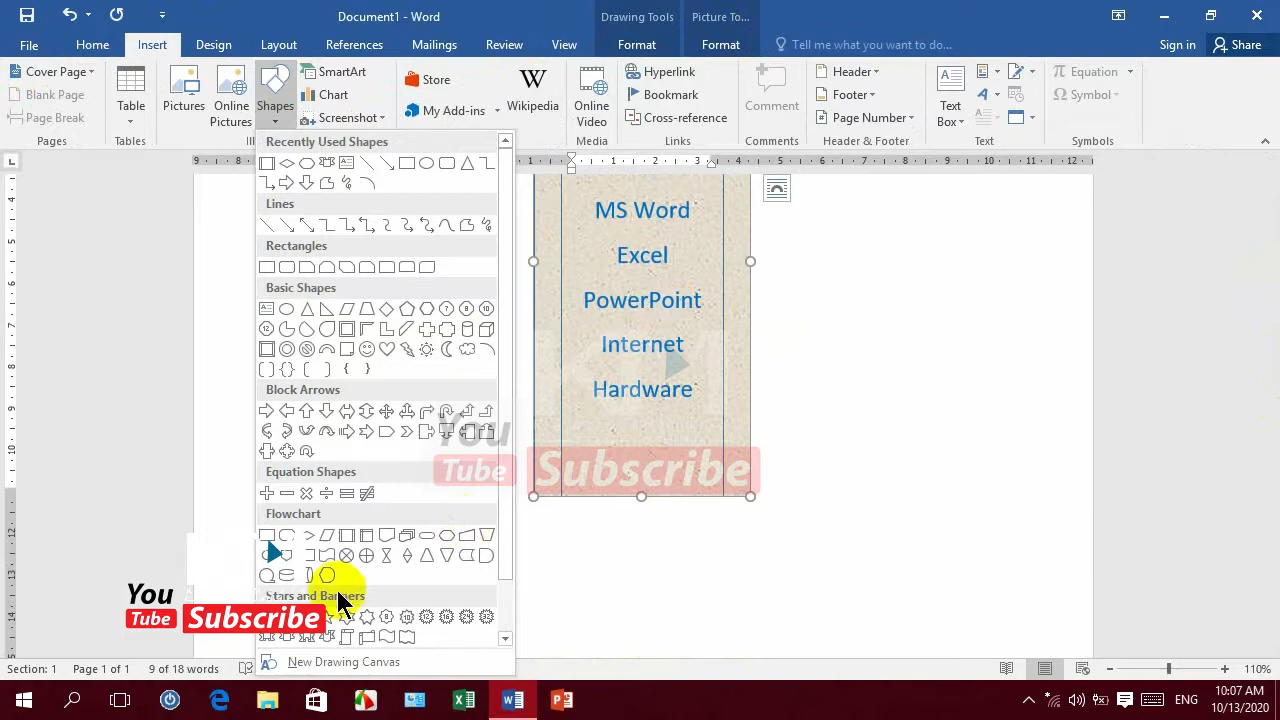 Document1 - Word
Drawing Tools
Picture To...
File
Home
Insert
Design
Layout
References
Mailings
Review
View
Format
Format
Tell me what you want to do...
Sign in
Share
Cover Page
Blank Page
Page Break
Pages
Table
Tables
Pictures
Online
Pictures
Shapes
SmartArt
Chart
Screenshot
Store
My Add-ins
Wikipedia
Online
Video
Media
Hyperlink
Bookmark
Cross-reference
Links
Comment
Comments
Header
Footer
Page Number
Header & Footer
Text
Box
Text
Equation
Symbol
Symbols
Recently Used Shapes
Lines
Rectangles
Basic Shapes
Block Arrows
Equation Shapes
Flowchart
Stars and Banners
New Drawing Canvas
MS Word
Excel
PowerPoint
Internet
Hardware
You
Tube
Subscribe
You
Tube
Subscribe
Section: 1
Page 1 of 1
9 of 18 words
110%
ENG
10:07 AM
10/13/2020